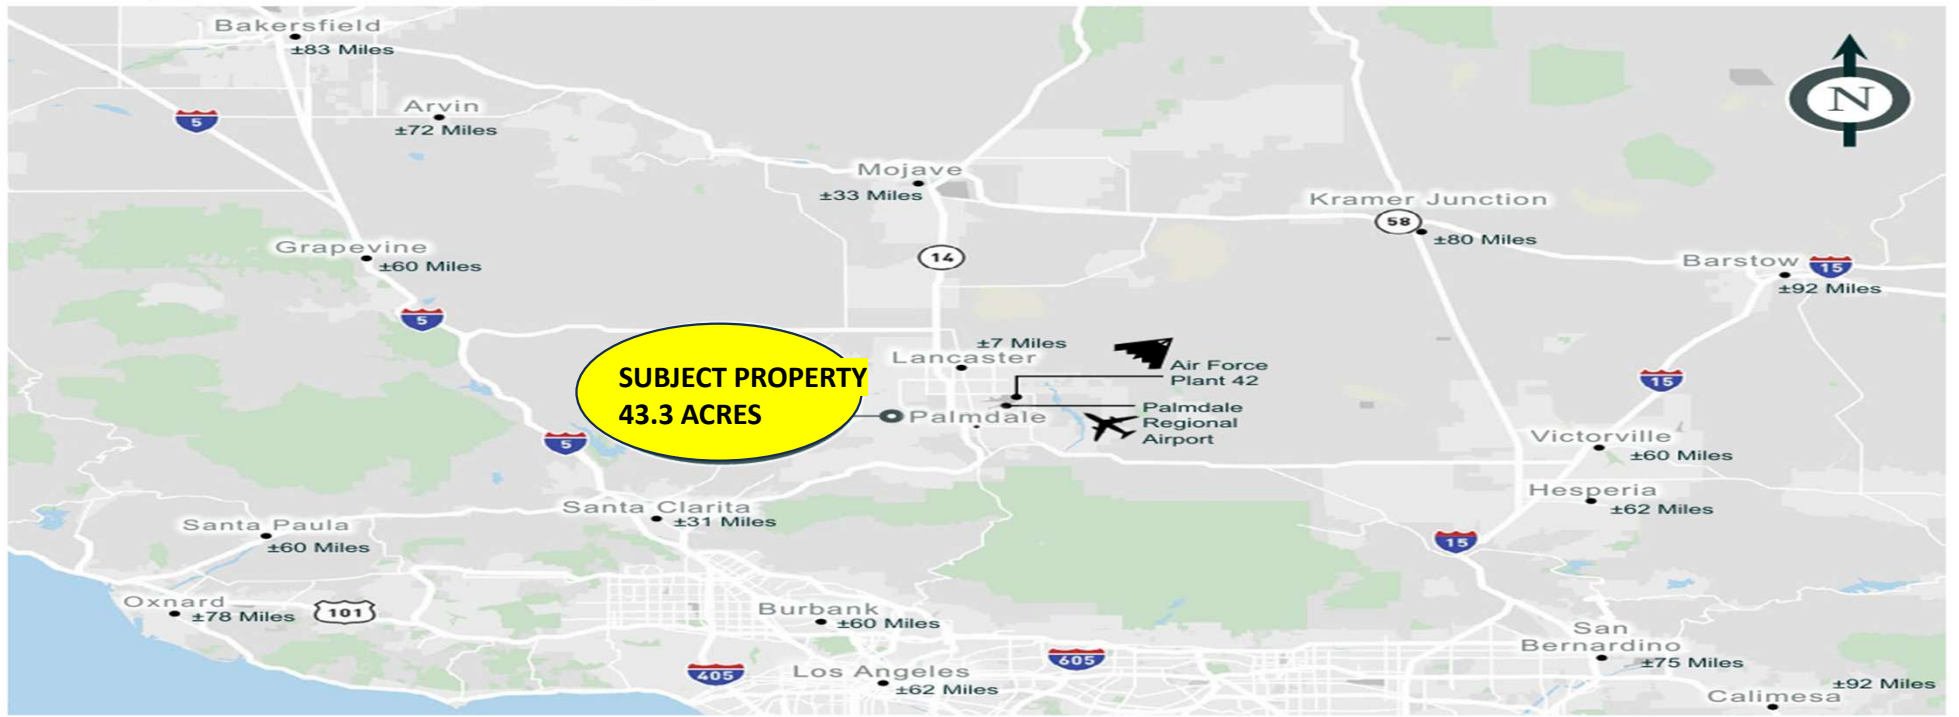 Bakersfield
±83 Miles
5
Arvin
±72 Miles
N
Mojave
±33 Miles
Kramer Junction
58
±80 Miles
Grapevine
±60 Miles
14
Barstow
15
±92 Miles
5
±7 Miles
Lancaster
SUBJECT PROPERTY
43.3 ACRES
Air Force
Plant 42
15
Palmdale
Palmdale
Regional
Airport
5
Victorville
±60 Miles
Hesperia
±62 Miles
Santa Clarita
±31 Miles
Santa Paula
±60 Miles
15
Oxnard
±78 Miles
101
Burbank
±60 Miles
San
Bernardino
±75 Miles
Los Angeles
±62 Miles
405
605
±92 Miles
Calimesa